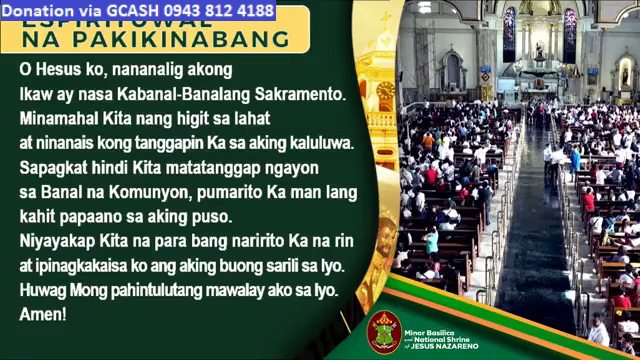 Donation via GCASH 0943 812 4188
ESPIRITUWAL
NA PAKIKINABANG
O Hesus ko, nananalig akong
Ikaw ay nasa Kabanal-Banalang Sakramento.
Minamahal Kita nang higit sa lahat
at ninanais kong tanggapin Ka sa aking kaluluwa.
Sapagkat hindi Kita matatanggap ngayon
sa Banal na Komunyon, pumarito Ka man lang
kahit papaano sa aking puso.
Niyayakap Kita na para bang naririto Ka na rin
at ipinagkakaisa ko ang aking buong sarili sa Iyo.
Huwag Mong pahintulutang mawalay ako sa Iyo.
Amen!
Minor Basilica
and National Shrine
of JESUS NAZARENO